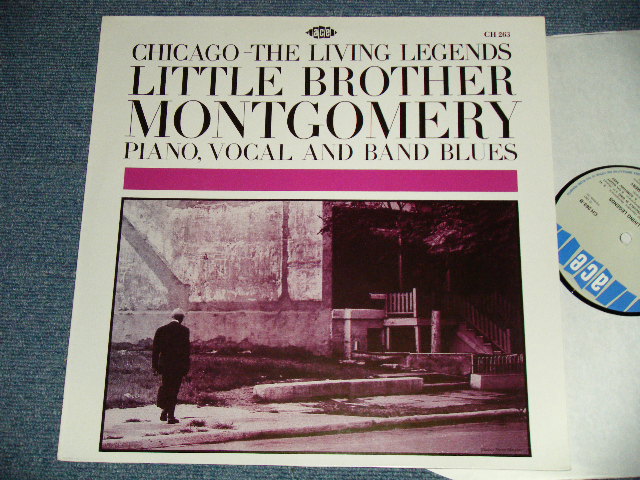 ace
CH 263
CHICAGO-THE LIVING LEGENDS
LITTLE BROTHER
MONTGOMERY
PIANO, VOCAL AND BAND BLUES
ace